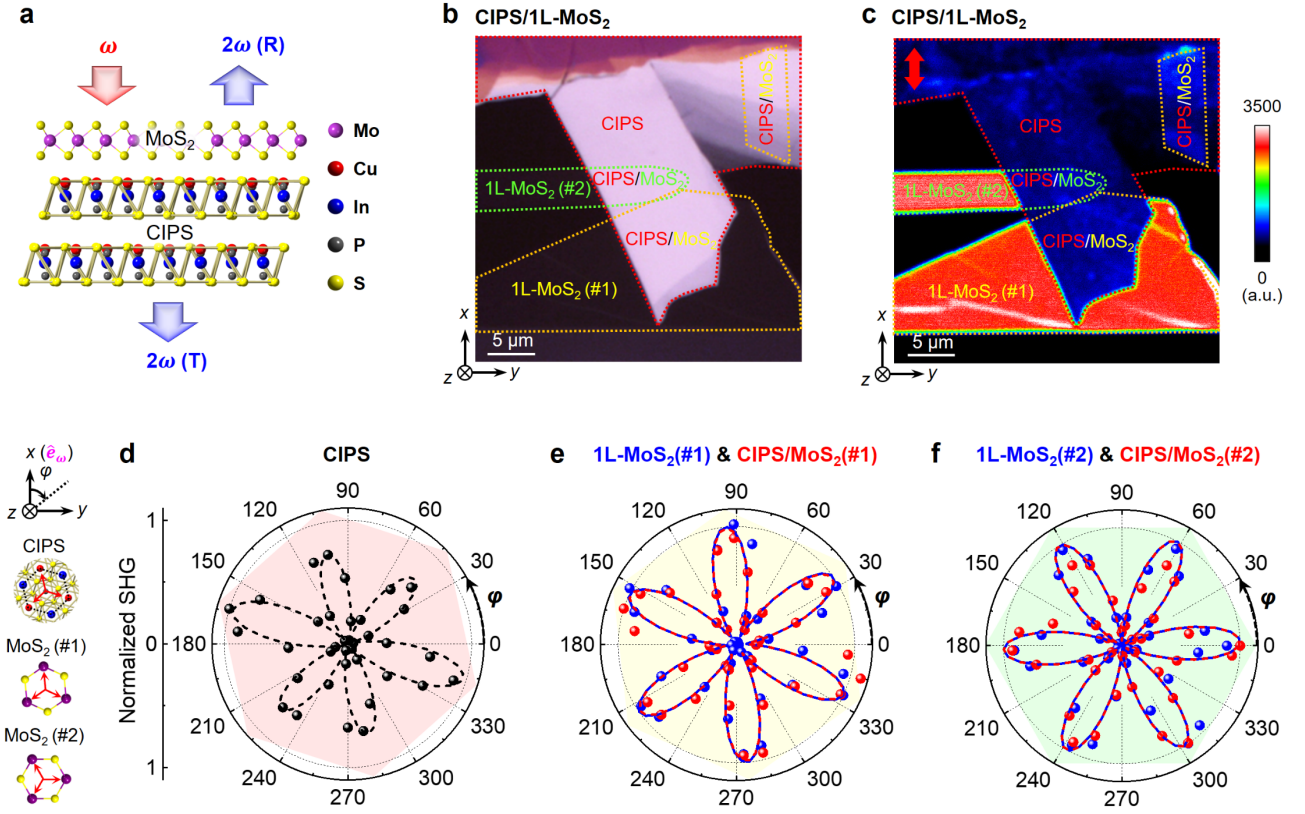 a
ω
2ω (R)
MoS2
CIPS
2ω (T)
Mo
Cu
In
P
S
b CIPS/1L-MoS2
CIPS
CIPS/MoS2
1L-MoS2 (#2)
CIPS/MoS2
CIPS/MoS2
1L-MoS2 (#1)
5 µm
x
z
y
c CIPS/1L-MoS2
CIPS
CIPS/MoS2
1L-MoS2 (#2)
CIPS/MoS2
CIPS/MoS2
1L-MoS2 (#1)
5 µm
x
z
y
3500
0
(a.u.)
x (êω)
φ
z
y
CIPS
MoS2 (#1)
MoS2 (#2)
d CIPS
Normalized SHG
1
0
1
90
120
60
150
30
180
0
210
330
240
300
270
φ
e 1L-MoS2(#1) & CIPS/MoS2(#1)
90
120
60
150
30
180
0
210
330
240
300
270
φ
f 1L-MoS2(#2) & CIPS/MoS2(#2)
90
120
60
150
30
180
0
210
330
240
300
270
φ